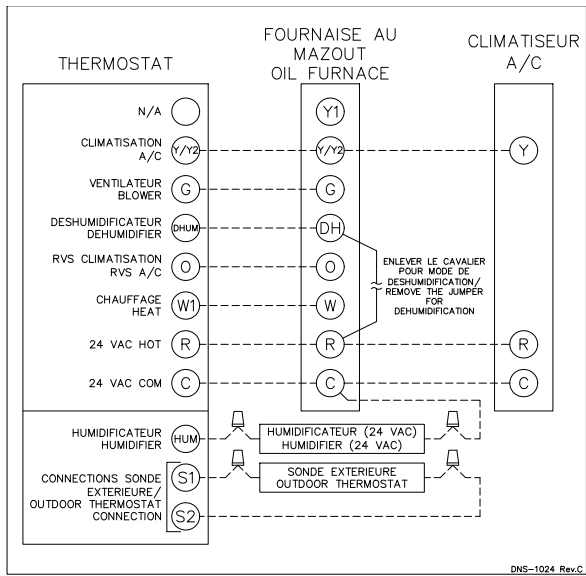 THERMOSTAT
FOURNAISE AU
MAZOUT
OIL FURNACE
CLIMATISEUR
A/C
N/A
Y1
CLIMATISATION
A/C
Y/Y2
Y/Y2
Y
VENTILATEUR
BLOWER
G
G
DESHUMIDIFICATEUR
DEHUMIDIFIER
DHUM
DH
RVS CLIMATISATION
RVS A/C
O
O
ENLEVER LE CAVALIER
POUR MODE DE
DESHUMIDIFICATION/
REMOVE THE JUMPER
FOR
DEHUMIDIFICATION
CHAUFFAGE
HEAT
W1
W
24 VAC HOT
R
R
R
24 VAC COM
C
C
C
HUMIDIFICATEUR
HUMIDIFIER
HUM
HUMIDIFICATEUR (24 VAC)
HUMIDIFIER (24 VAC)
CONNECTIONS SONDE
EXTERIEURE/
OUTDOOR THERMOSTAT
CONNECTION
S1
S2
SONDE EXTERIEURE
OUTDOOR THERMOSTAT
DNS-1024 Rev.C